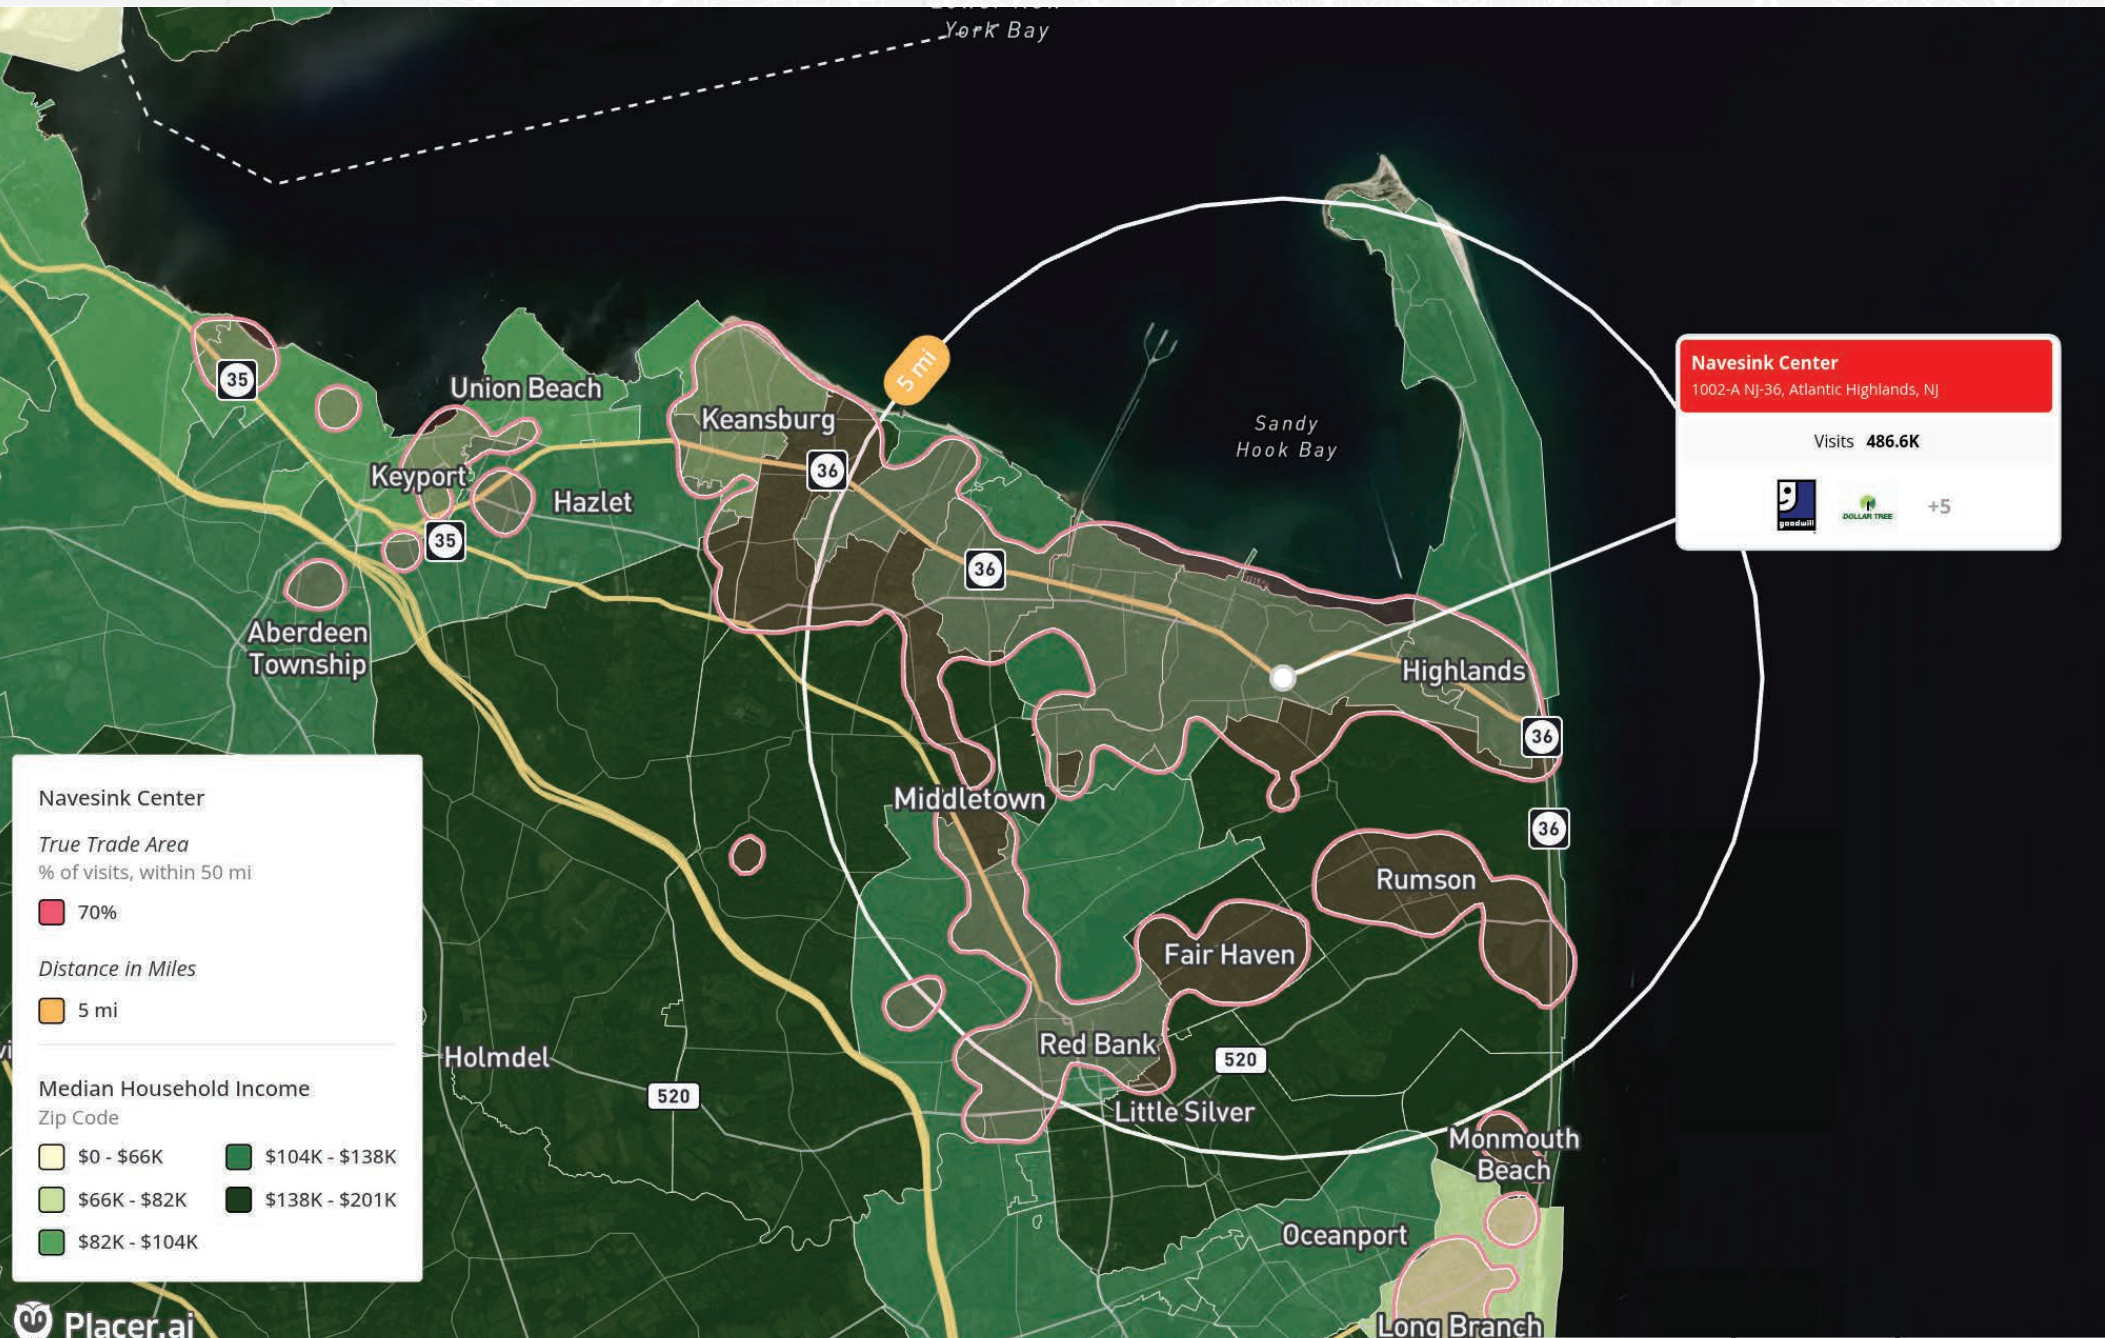 York Bay
5 mi
Sandy
Hook Bay
Navesink Center
1002-A NJ-36, Atlantic Highlands, NJ
Visits 486.6K
goodwill
DOLLAR TREE
+5
35
Union Beach
Keansburg
36
Keyport
Hazlet
35
36
Aberdeen
Township
Highlands
36
Middletown
36
Rumson
Fair Haven
Red Bank
520
Holmdel
520
Little Silver
Monmouth
Beach
Oceanport
Long Branch
Navesink Center
True Trade Area
% of visits, within 50 mi
70%
Distance in Miles
5 mi
Median Household Income
Zip Code
$0 - $66K
$104K - $138K
$66K - $82K
$138K - $201K
$82K - $104K
Placer.ai